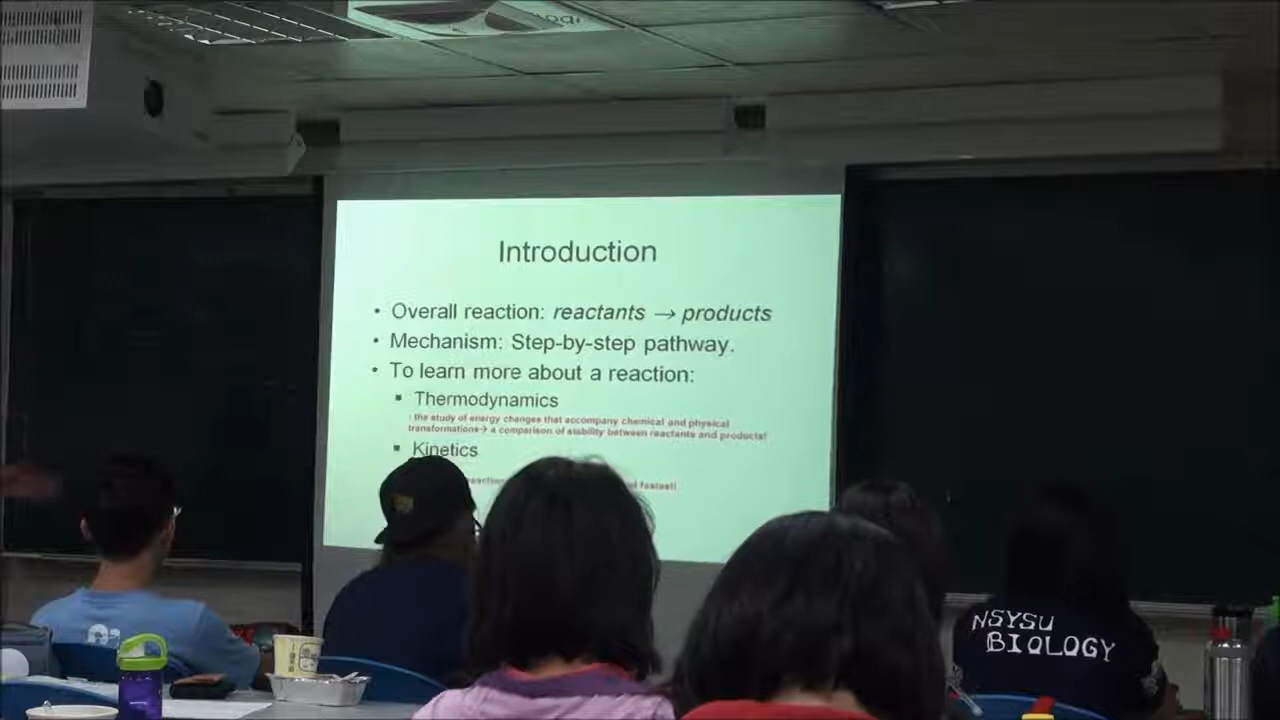 Introduction
• Overall reaction: reactants → products
• Mechanism: Step-by-step pathway.
• To learn more about a reaction:
▪ Thermodynamics
: the study of energy changes that accompany chemical and physical
transformations→ a comparison of stability between reactants and products!
▪ Kinetics
fastest!
NSYSU
BIOLOGY